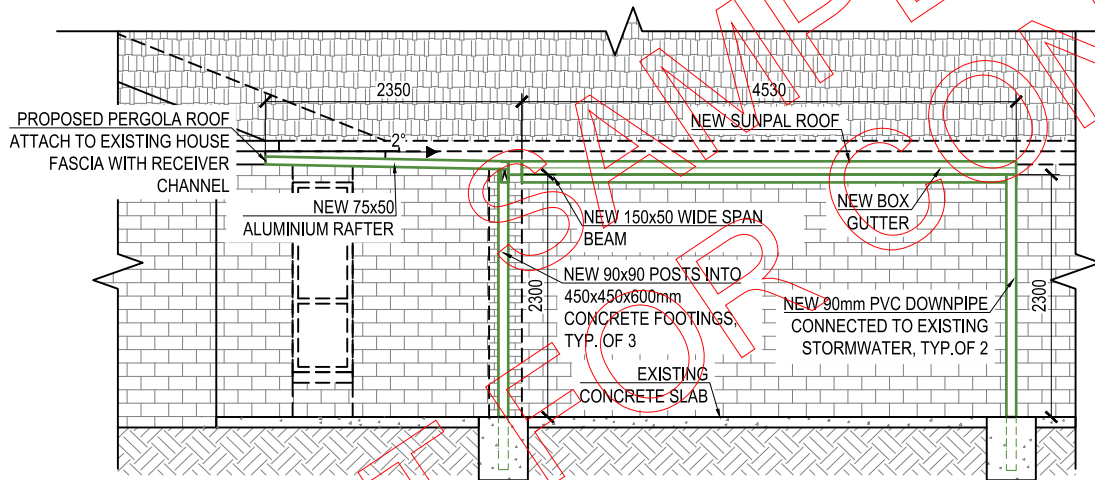 2350
4530
PROPOSED PERGOLA ROOF
ATTACH TO EXISTING HOUSE
FASCIA WITH RECEIVER
CHANNEL
2°
NEW SUNPAL ROOF
NEW 75x50
ALUMINIUM RAFTER
NEW 150x50 WIDE SPAN
BEAM
NEW BOX
GUTTER
NEW 90x90 POSTS INTO
450x450x600mm
CONCRETE FOOTINGS,
TYP. OF 3
2300
NEW 90mm PVC DOWNPIPE
CONNECTED TO EXISTING
STORMWATER, TYP.OF 2
2300
EXISTING
CONCRETE SLAB